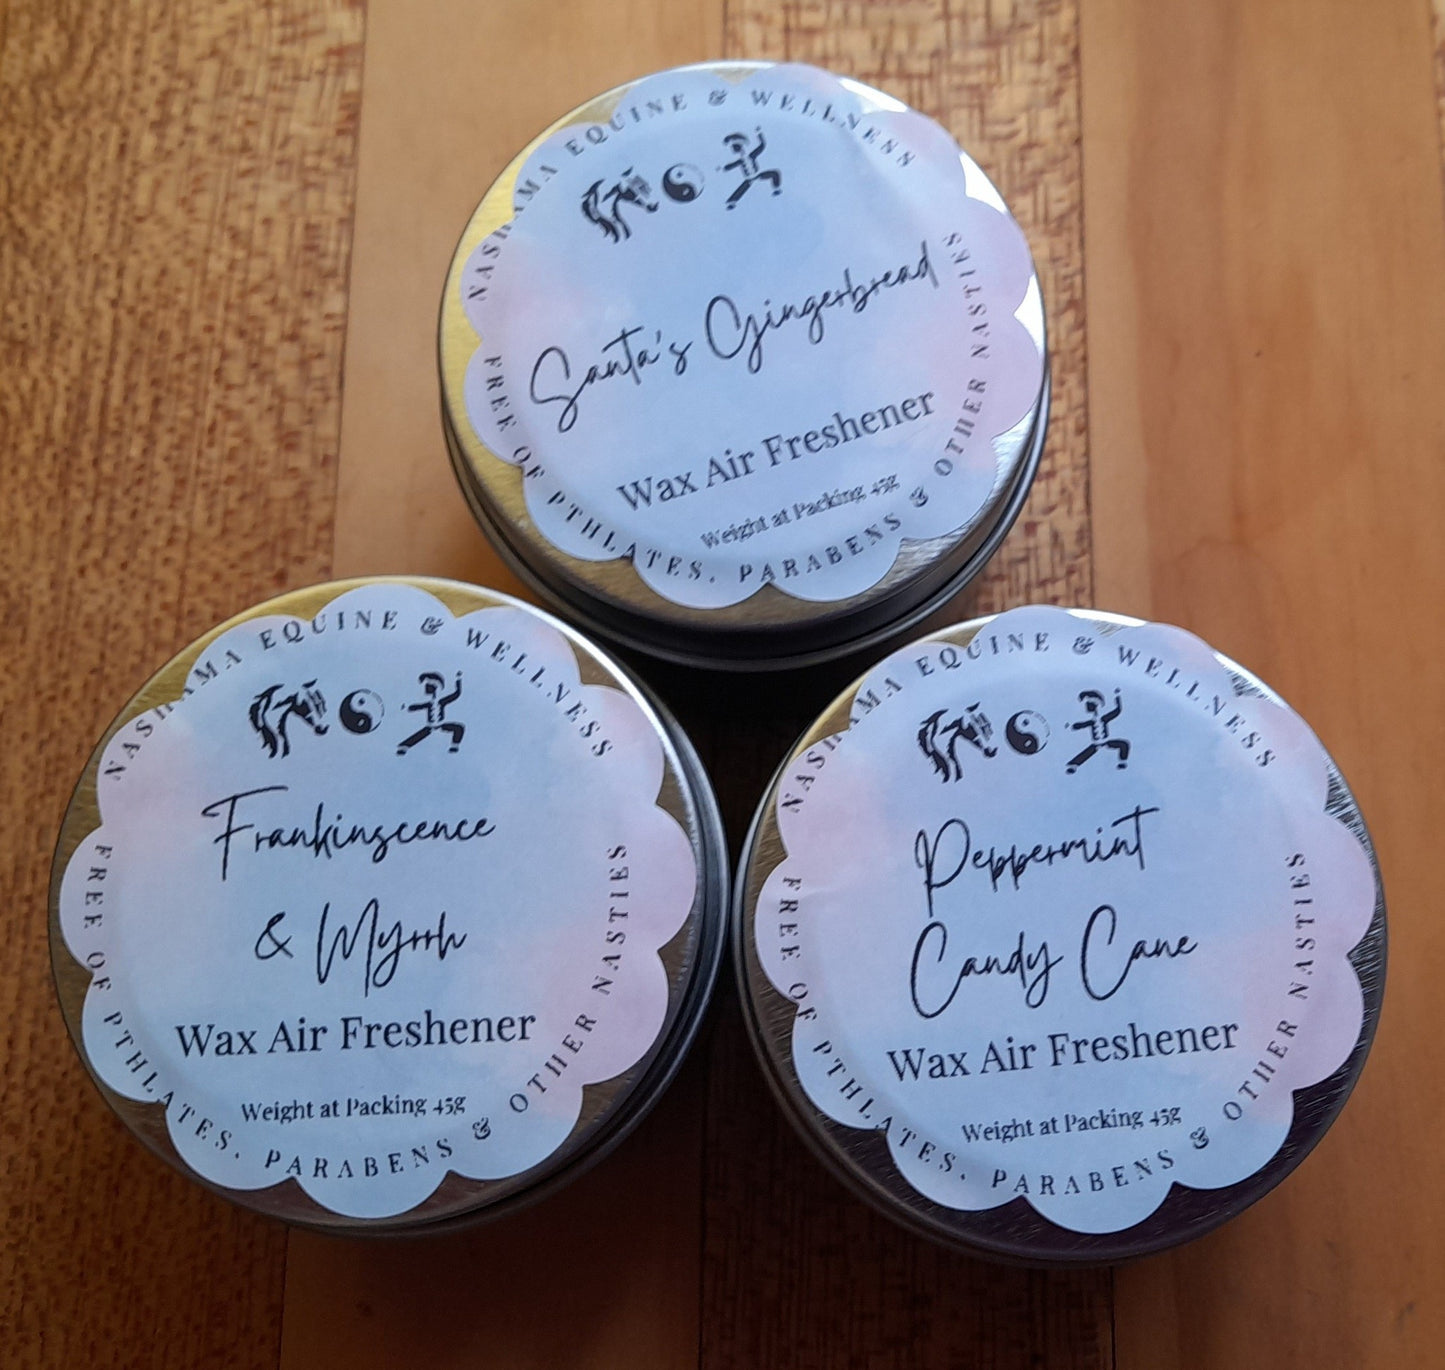 NASHAMA EQUINE & WELLNESS
Santa's Gingerbread
Wax Air Freshener
Weight at Packing 45g
FREE OF PTHLATES, PARABENS & OTHER NASTIES
NASHAMA EQUINE & WELLNESS
Frankinscence
& Myrrh
Wax Air Freshener
Weight at Packing 45g
FREE OF PTHLATES, PARABENS & OTHER NASTIES
NASHAMA EQUINE & WELLNESS
Peppermint
Candy Cane
Wax Air Freshener
Weight at Packing 45g
FREE OF PTHLATES, PARABENS & OTHER NASTIES